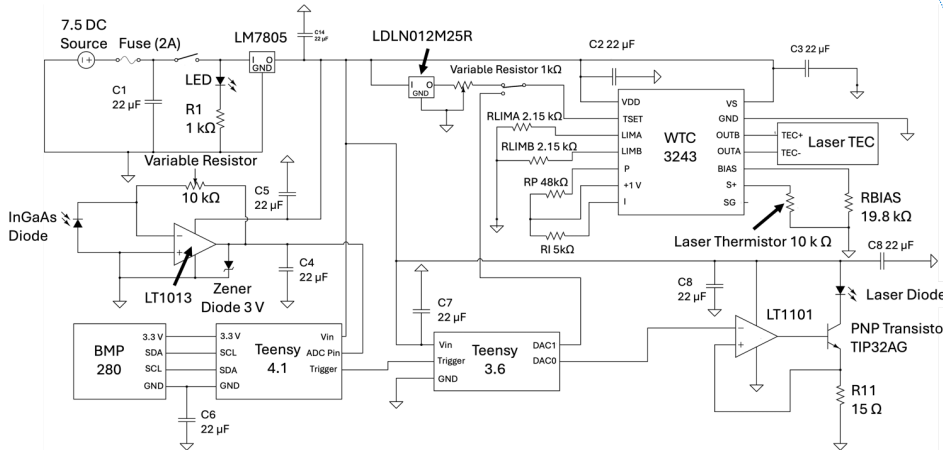 7.5 DC
Source
Fuse (2A)
LM7805
C14
22 µF
LDLN012M25R
C2 22 µF
C3 22 µF
I O
GND
LED
C1
22 µF
R1
1 kΩ
I O
GND
Variable Resistor 1kΩ
RLIMA 2.15 kΩ
RLIMB 2.15 kΩ
RP 48kΩ
RI 5kΩ
VDD
TSET
LIMA
LIMB
P
+1 V
I
WTC
3243
VS
GND
OUTB
OUTA
BIAS
S+
SG
TEC+
TEC-
Laser TEC
RBIAS
19.8 kΩ
Laser Thermistor 10 k Ω
Variable Resistor
10 kΩ
C5
22 µF
InGaAs
Diode
−
+
LT1013
Zener
Diode 3 V
C4
22 µF
C8 22 µF
C8
22 µF
Laser Diode
LT1101
PNP Transisto
TIP32AG
−
+
R11
15 Ω
C7
22 µF
BMP
280
3.3 V
SDA
SCL
GND
3.3 V
SCL
SDA
GND
Teensy
4.1
Vin
ADC Pin
Trigger
Vin
Trigger
GND
Teensy
3.6
DAC1
DAC0
C6
22 µF